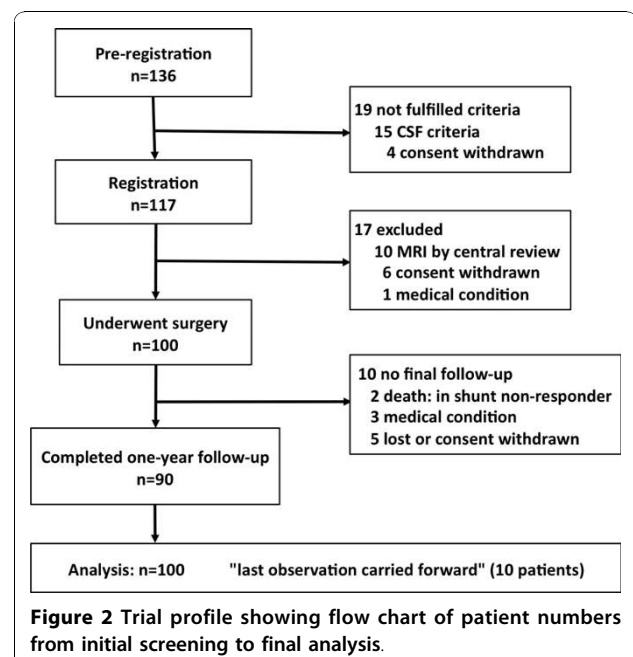 Pre-registration
n=136
19 not fulfilled criteria
15 CSF criteria
4 consent withdrawn
Registration
n=117
17 excluded
10 MRI by central review
6 consent withdrawn
1 medical condition
Underwent surgery
n=100
10 no final follow-up
2 death: in shunt non-responder
3 medical condition
5 lost or consent withdrawn
Completed one-year follow-up
n=90
Analysis: n=100 "last observation carried forward" (10 patients)
Figure 2 Trial profile showing flow chart of patient numbers
from initial screening to final analysis.